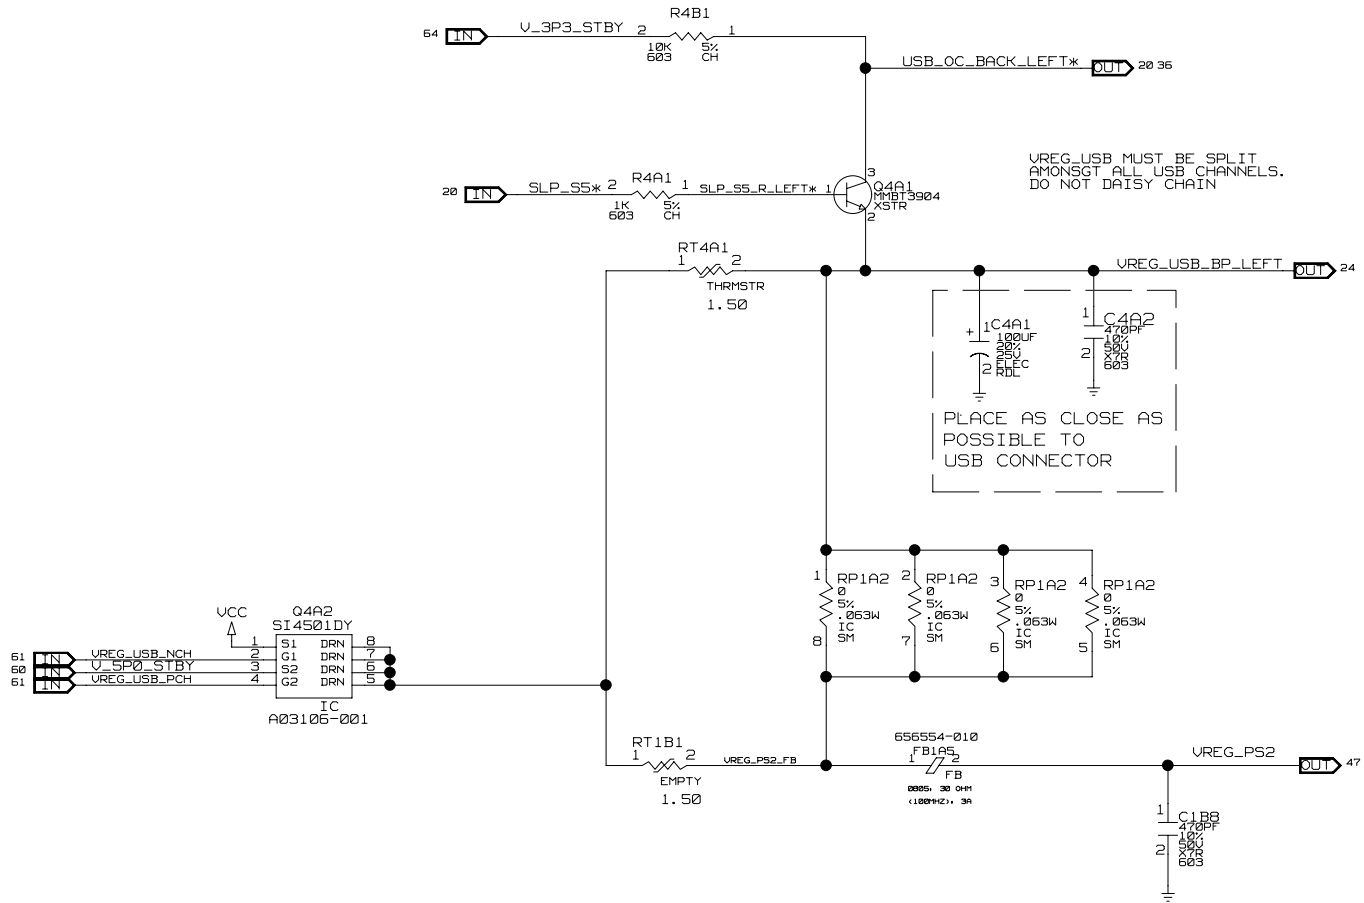 R4B1
64 IN V_3P3_STBY 2 1
10K 5%
603 CH
USB_OC_BACK_LEFT* OUT 20 36
VREG_USB MUST BE SPLIT
AMONSGT ALL USB CHANNELS.
DO NOT DAISY CHAIN
R4A1
20 IN SLP_S5* 2 1 SLP_S5_R_LEFT* 1
1K 5%
603 CH
3
Q4A1
MMBT3904
XSTR
2
RT4A1
1 2
THRMSTR
1.50
VREG_USB_BP_LEFT OUT 24
+ 1 C4A1
100UF
20%
25V
ELEC
2 RDL
1 C4A2
470PF
10%
50V
2 X7R
603
PLACE AS CLOSE AS
POSSIBLE TO
USB CONNECTOR
1 RP1A2
0
5%
.063W
IC
8 SM
2 RP1A2
0
5%
.063W
IC
7 SM
3 RP1A2
0
5%
.063W
IC
6 SM
4 RP1A2
0
5%
.063W
IC
5 SM
VCC
Q4A2
SI4501DY
1 S1 DRN 8
61 IN VREG_USB_NCH 2 G1 DRN 7
60 IN V_5P0_STBY 3 S2 DRN 6
61 IN VREG_USB_PCH 4 G2 DRN 5
IC
A03106-001
RT1B1
1 2
EMPTY
1.50
VREG_PS2_FB
656554-010
FB1A5
1 2
FB
0805, 30 OHM
(100MHZ), 3A
VREG_PS2 OUT 47
1 C1B8
470PF
10%
50V
2 X7R
603